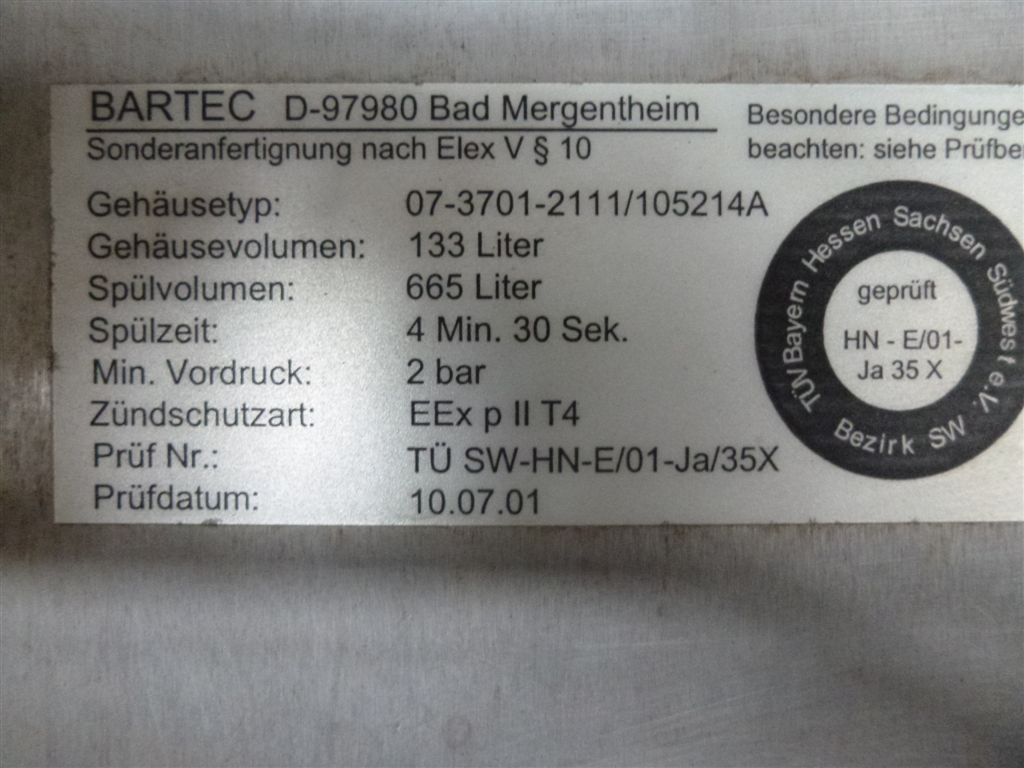 BARTEC D-97980 Bad Mergentheim
Sonderanfertignung nach Elex V § 10
Besondere Bedingunge
beachten: siehe Prüfbe
Gehäusetyp: 07-3701-2111/105214A
Gehäusevolumen: 133 Liter
Spülvolumen: 665 Liter
Spülzeit: 4 Min. 30 Sek.
Min. Vordruck: 2 bar
Zündschutzart: EEx p II T4
Prüf Nr.: TÜ SW-HN-E/01-Ja/35X
Prüfdatum: 10.07.01
TÜV Bayern Hessen Sachsen Südwest e.V.
Bezirk SW
geprüft
HN - E/01-
Ja 35 X